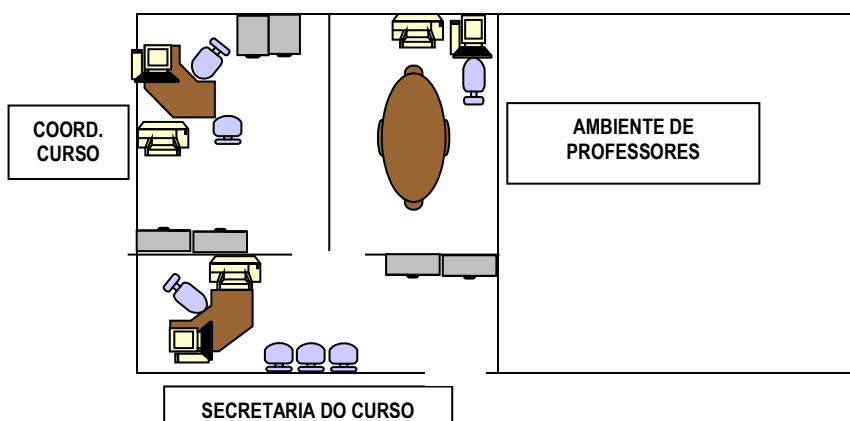 COORD.
CURSO
AMBIENTE DE
PROFESSORES
SECRETARIA DO CURSO